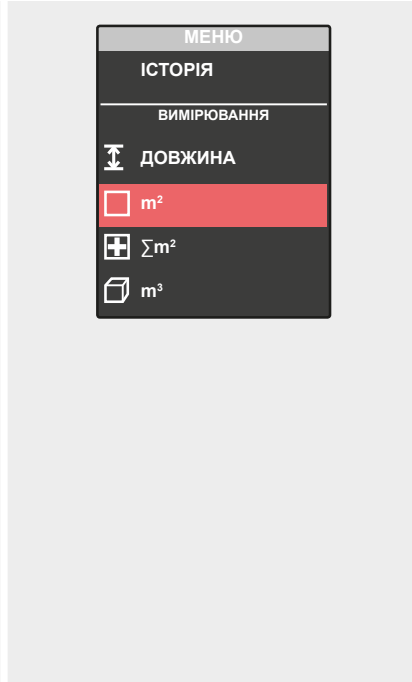 МЕНЮ
ІСТОРІЯ
ВИМІРЮВАННЯ
ДОВЖИНА
m²
∑m²
m³